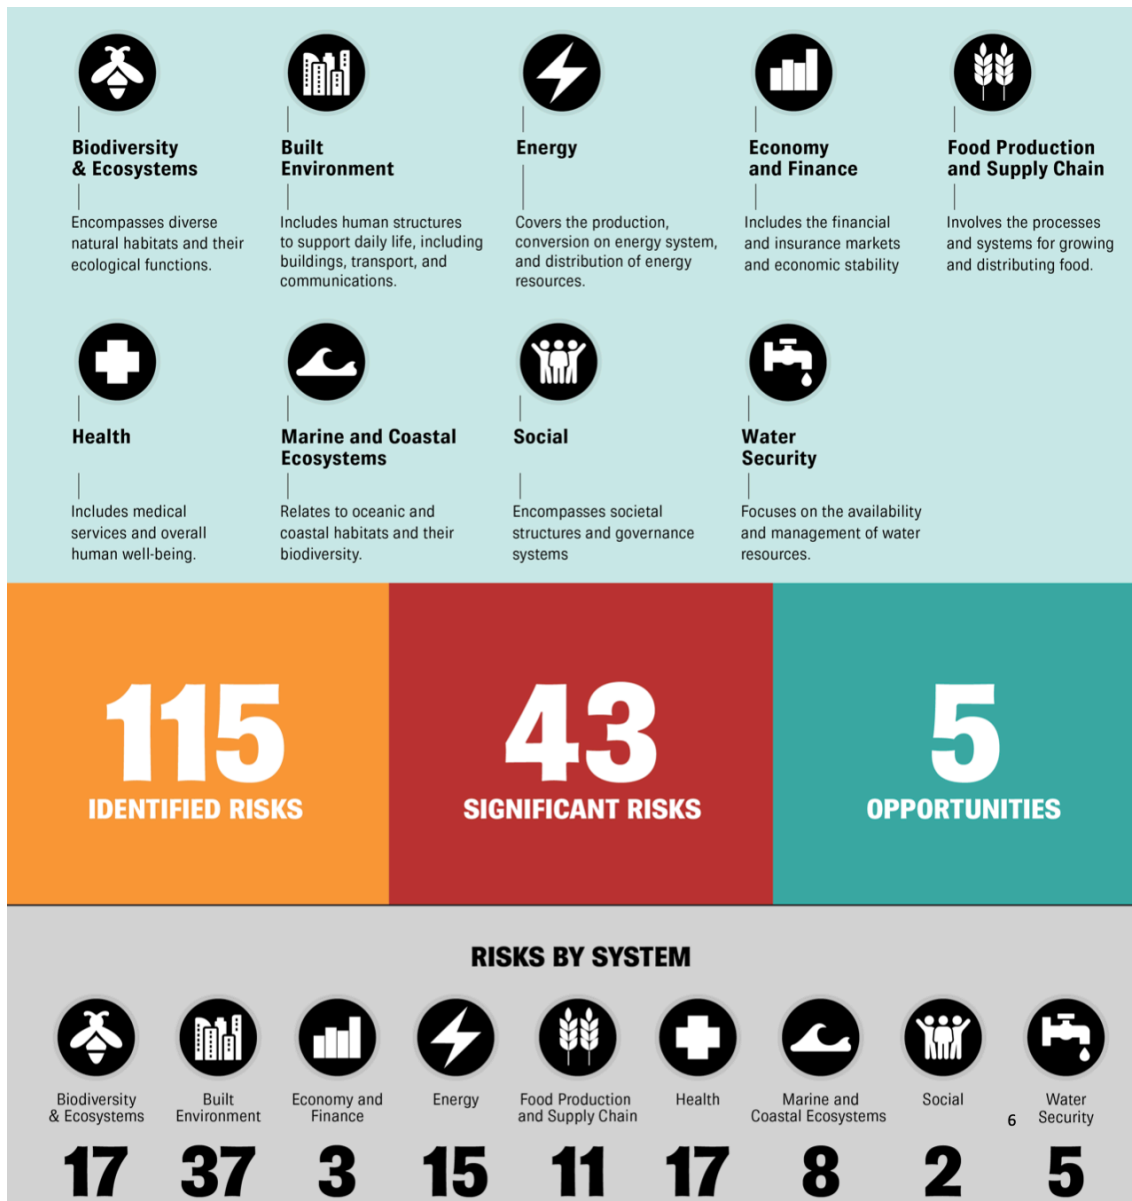 Biodiversity
& Ecosystems
Encompasses diverse
natural habitats and their
ecological functions.
Built
Environment
Includes human structures
to support daily life, including
buildings, transport, and
communications.
Energy
Covers the production,
conversion on energy system,
and distribution of energy
resources.
Economy
and Finance
Includes the financial
and insurance markets
and economic stability
Food Production
and Supply Chain
Involves the processes
and systems for growing
and distributing food.
Health
Includes medical
services and overall
human well-being.
Marine and Coastal
Ecosystems
Relates to oceanic and
coastal habitats and their
biodiversity.
Social
Encompasses societal
structures and governance
systems
Water
Security
Focuses on the availability
and management of water
resources.
115
IDENTIFIED RISKS
43
SIGNIFICANT RISKS
5
OPPORTUNITIES
RISKS BY SYSTEM
Biodiversity
& Ecosystems
17
Built
Environment
37
Economy and
Finance
3
Energy
15
Food Production
and Supply Chain
11
Health
17
Marine and
Coastal Ecosystems
8
Social
2
6
Water
Security
5